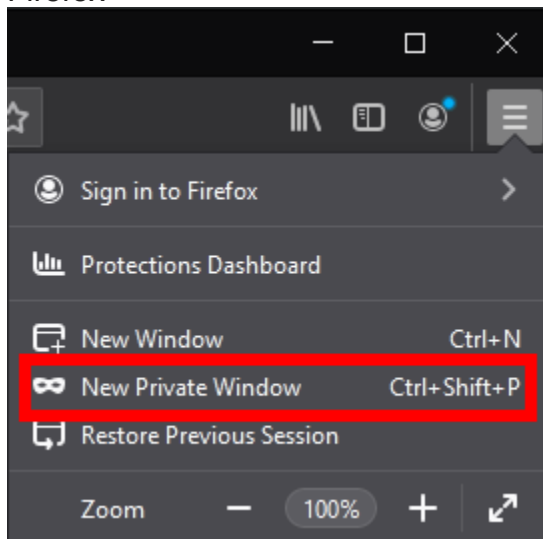 Firefox
Sign in to Firefox
Protections Dashboard
New Window Ctrl+N
New Private Window Ctrl+Shift+P
Restore Previous Session
Zoom 100%